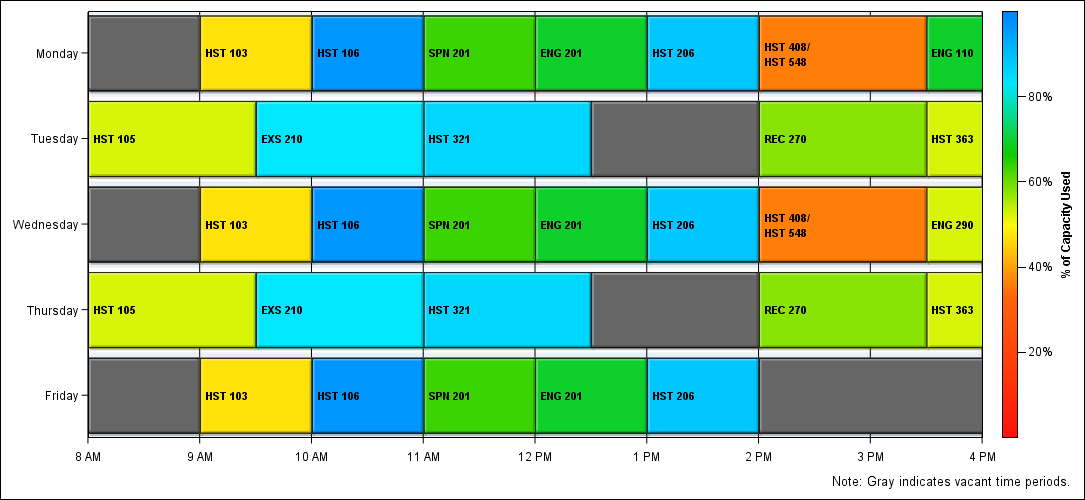 Monday
HST 103
HST 106
SPN 201
ENG 201
HST 206
HST 408/
HST 548
ENG 110
Tuesday
HST 105
EXS 210
HST 321
REC 270
HST 363
Wednesday
HST 103
HST 106
SPN 201
ENG 201
HST 206
HST 408/
HST 548
ENG 290
Thursday
HST 105
EXS 210
HST 321
REC 270
HST 363
Friday
HST 103
HST 106
SPN 201
ENG 201
HST 206
8 AM
9 AM
10 AM
11 AM
12 PM
1 PM
2 PM
3 PM
4 PM
80%
60%
40%
20%
% of Capacity Used
Note: Gray indicates vacant time periods.